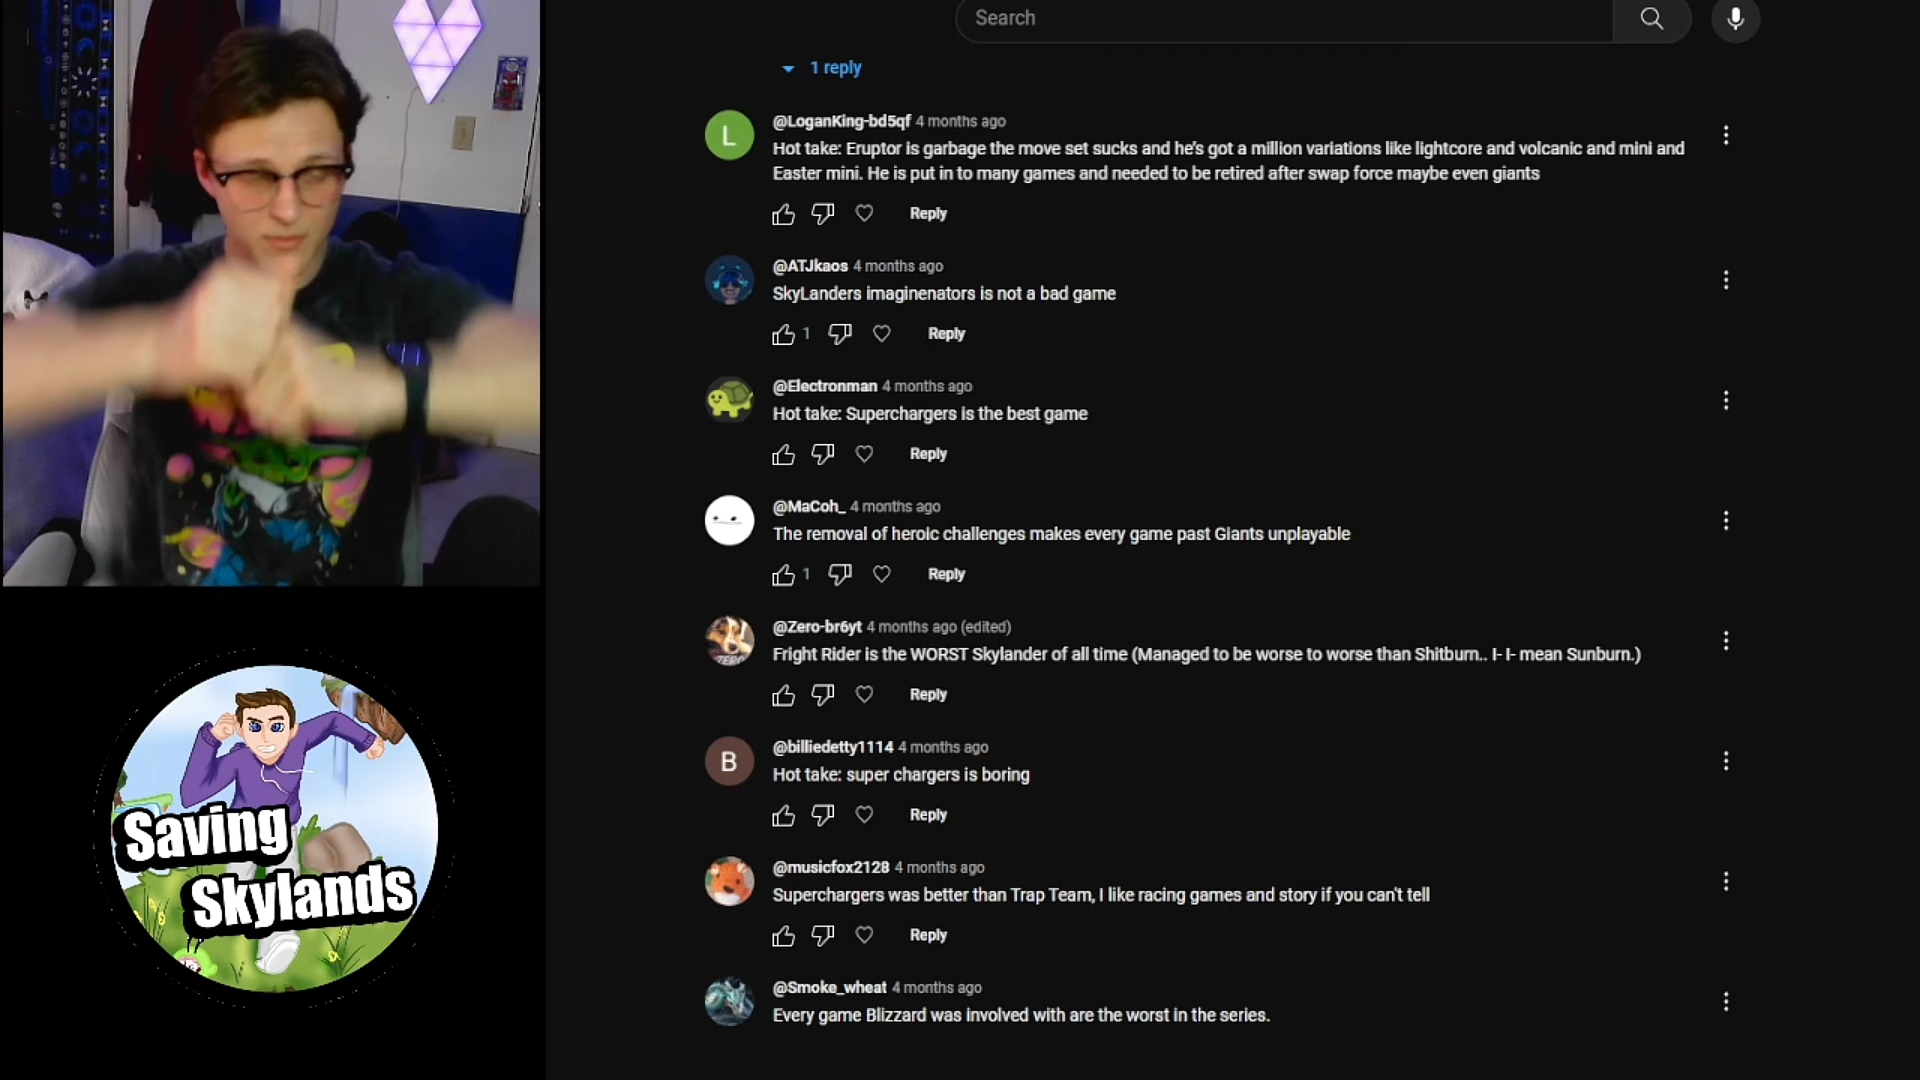 Search
1 reply
L
@LoganKing-bd5qf 4 months ago
Hot take: Eruptor is garbage the move set sucks and he's got a million variations like lightcore and volcanic and mini and
Easter mini. He is put in to many games and needed to be retired after swap force maybe even giants
Reply
@ATJkaos 4 months ago
SkyLanders imaginenators is not a bad game
1 Reply
@Electronman 4 months ago
Hot take: Superchargers is the best game
Reply
@MaCoh_ 4 months ago
The removal of heroic challenges makes every game past Giants unplayable
1 Reply
@Zero-br6yt 4 months ago (edited)
Fright Rider is the WORST Skylander of all time (Managed to be worse to worse than Shitburn.. I- I- mean Sunburn.)
Reply
B
@billiedetty1114 4 months ago
Hot take: super chargers is boring
Reply
@musicfox2128 4 months ago
Superchargers was better than Trap Team, I like racing games and story if you can't tell
Reply
@Smoke_wheat 4 months ago
Every game Blizzard was involved with are the worst in the series.
Saving
Skylands